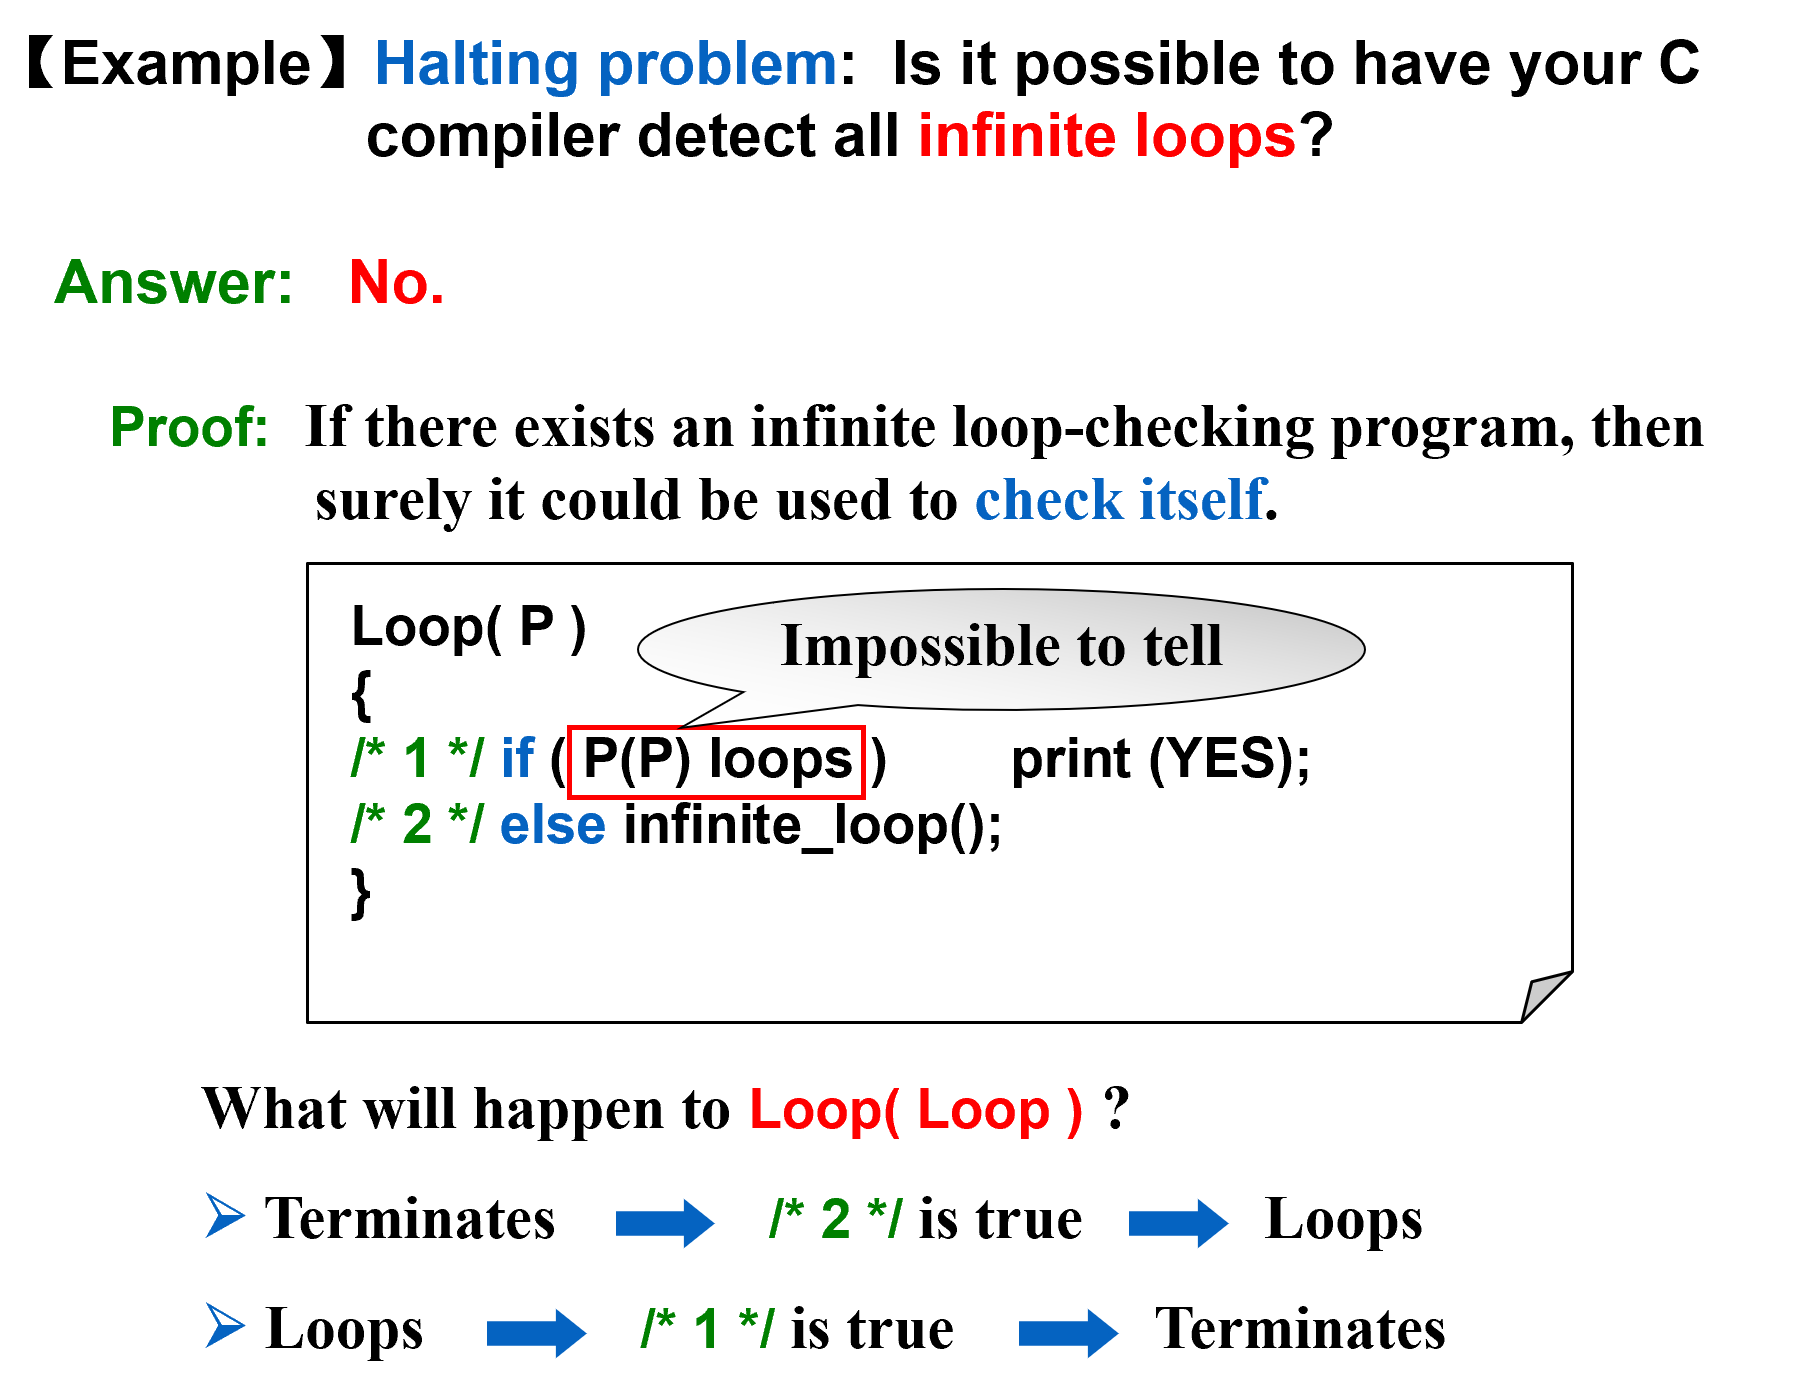 【Example】Halting problem: Is it possible to have your C
compiler detect all infinite loops?
Answer: No.
Proof: If there exists an infinite loop-checking program, then
surely it could be used to check itself.
Loop( P )
Impossible to tell
{
/* 1 */ if ( P(P) loops ) print (YES);
/* 2 */ else infinite_loop();
}
What will happen to Loop( Loop ) ?
Terminates /* 2 */ is true Loops
Loops /* 1 */ is true Terminates